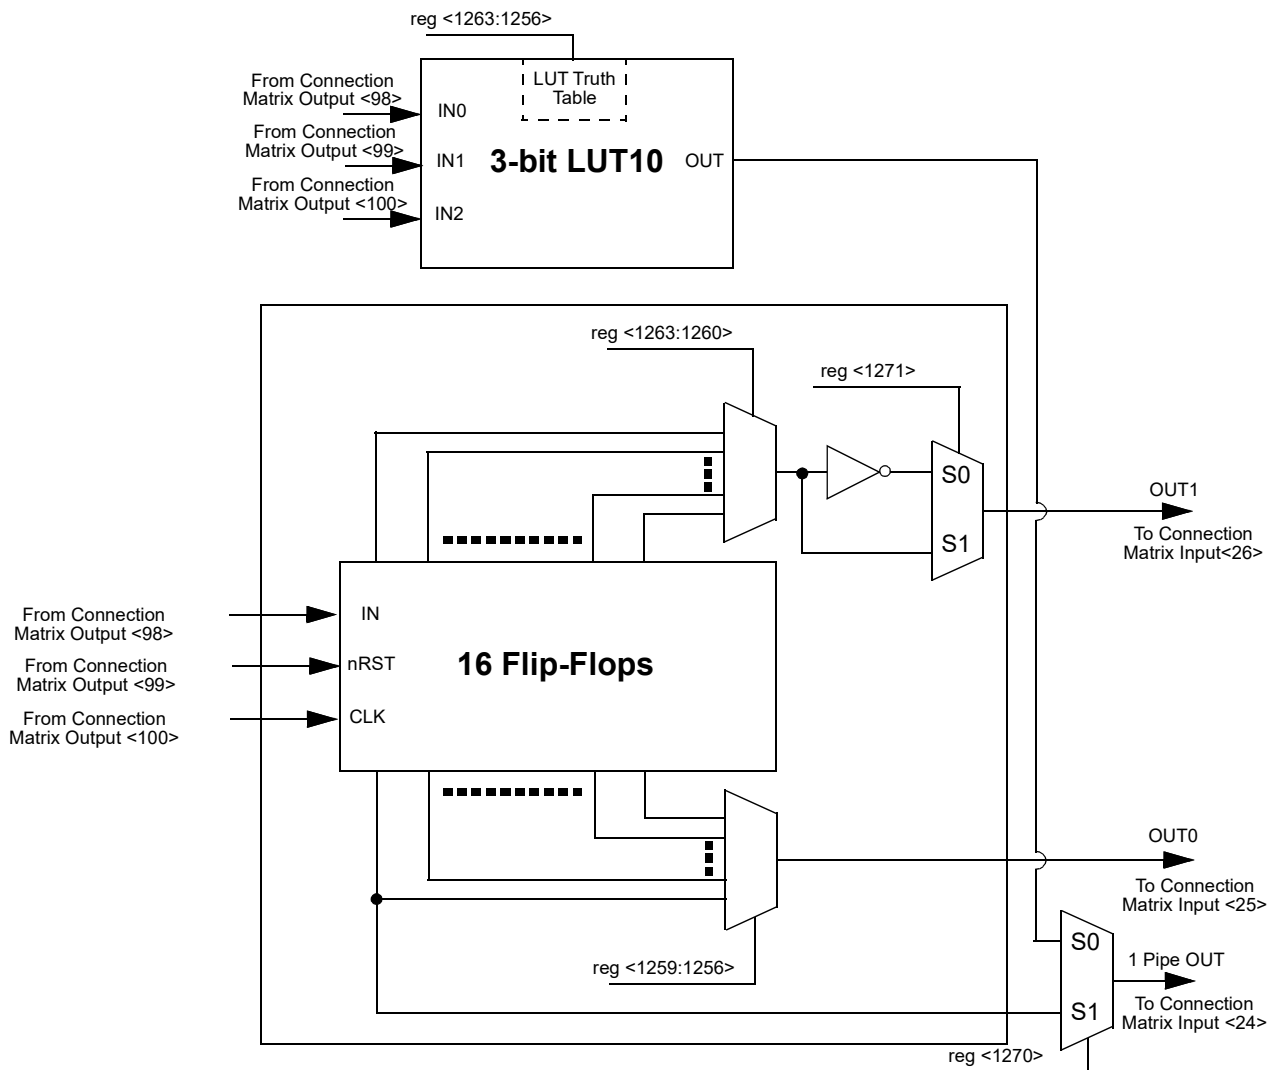 reg <1263:1256>
LUT Truth
Table
From Connection
Matrix Output <98>
IN0
From Connection
Matrix Output <99>
IN1
3-bit LUT10
OUT
From Connection
Matrix Output <100>
IN2
reg <1263:1260>
reg <1271>
S0
S1
OUT1
To Connection
Matrix Input<26>
From Connection
Matrix Output <98>
IN
From Connection
Matrix Output <99>
nRST
16 Flip-Flops
From Connection
Matrix Output <100>
CLK
OUT0
To Connection
Matrix Input <25>
reg <1259:1256>
S0
S1
1 Pipe OUT
To Connection
Matrix Input <24>
reg <1270>